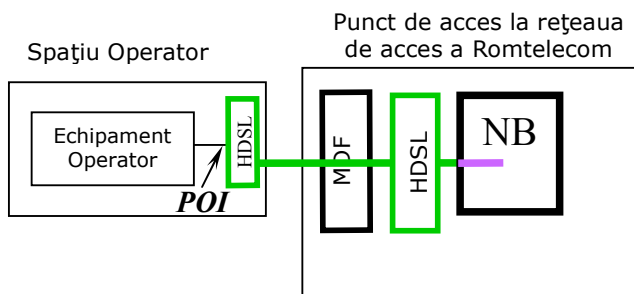 Spaţiu Operator
Punct de acces la reţeaua
de acces a Romtelecom
Echipament
Operator
HDSL
POI
MDF
HDSL
NB